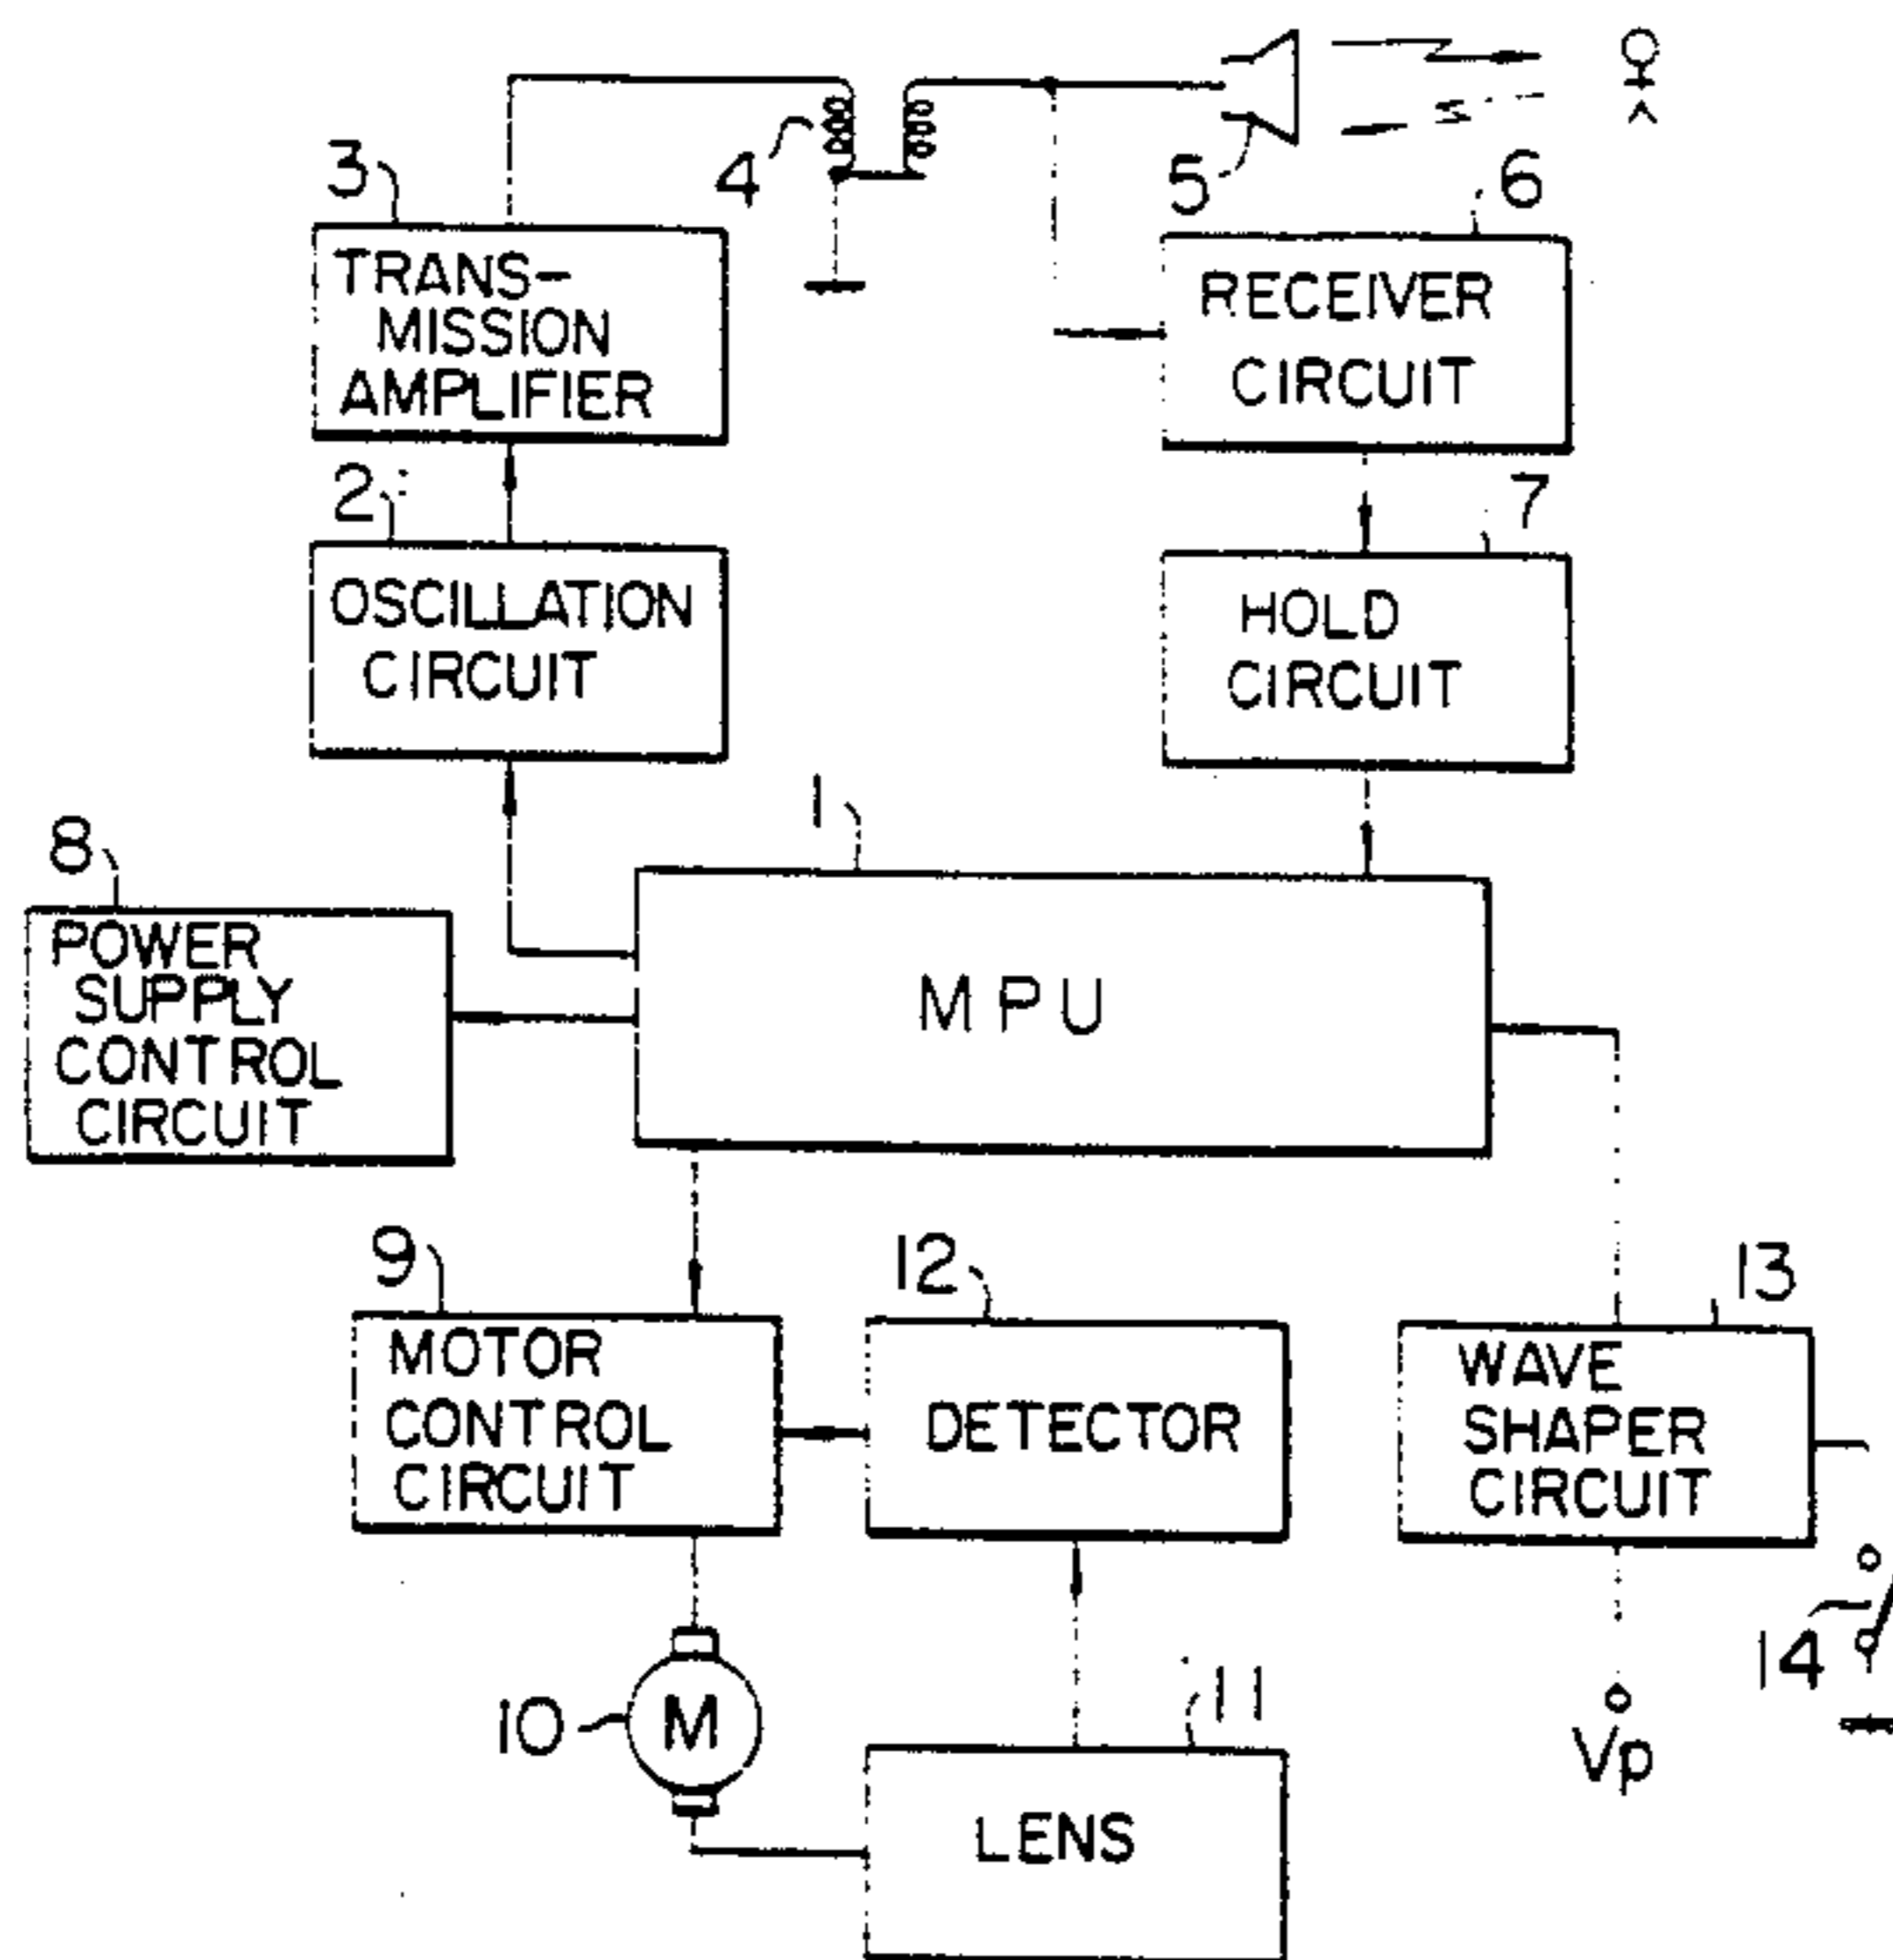 4
5
3
6
TRANS-
MISSION
AMPLIFIER
RECEIVER
CIRCUIT
2
7
OSCILLATION
CIRCUIT
HOLD
CIRCUIT
1
8
POWER
SUPPLY
CONTROL
CIRCUIT
MPU
9
12
13
MOTOR
CONTROL
CIRCUIT
DETECTOR
WAVE
SHAPER
CIRCUIT
14
10
M
11
Vp
LENS